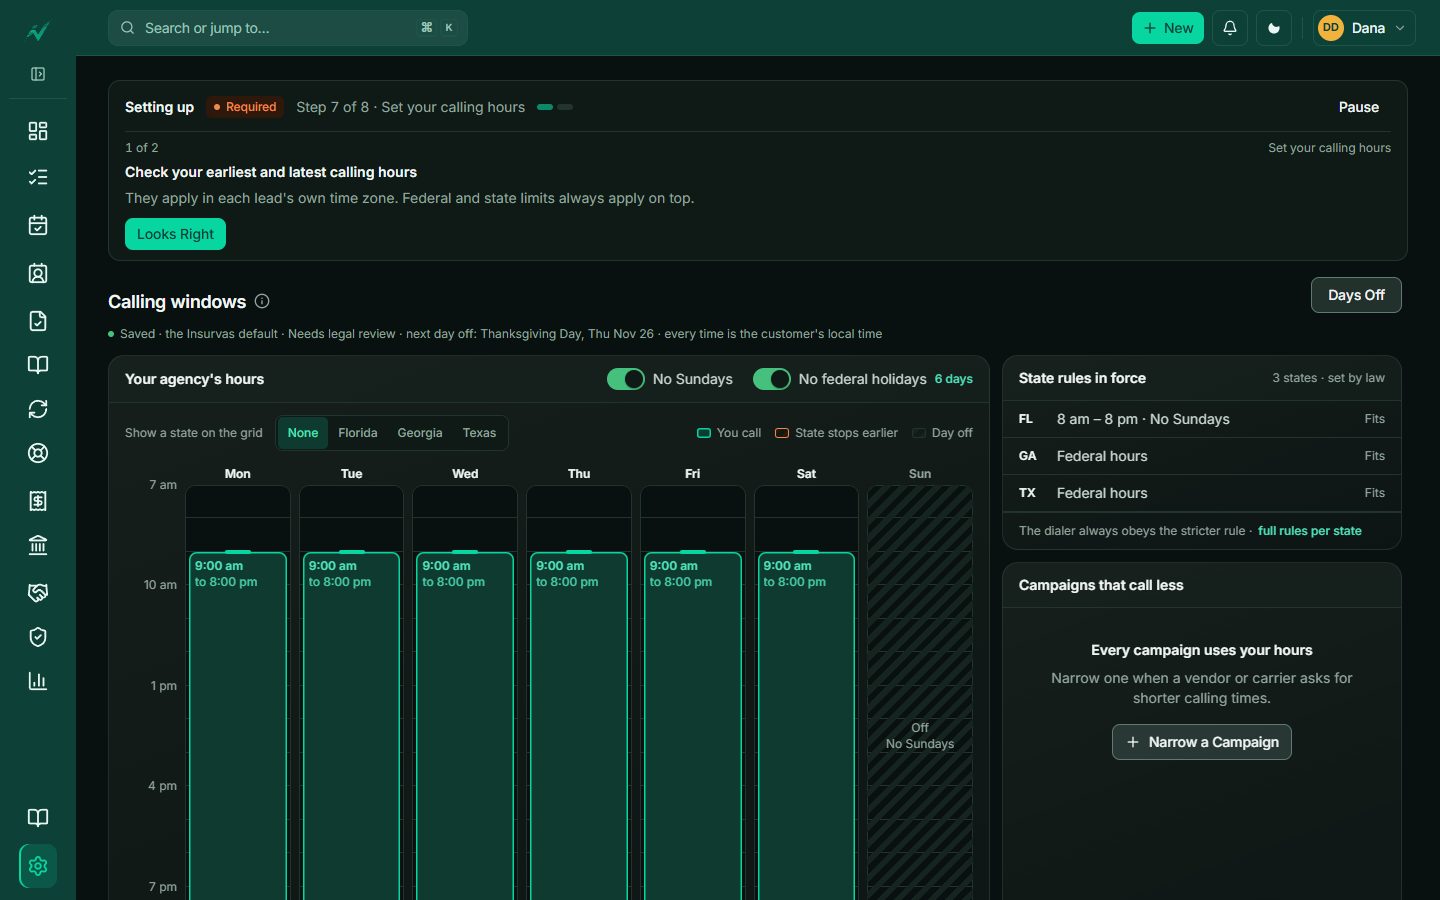 Search or jump to...
⌘ K
New
DD
Dana
Setting up
Required
Step 7 of 8 · Set your calling hours
Pause
1 of 2
Set your calling hours
Check your earliest and latest calling hours
They apply in each lead's own time zone. Federal and state limits always apply on top.
Looks Right
Calling windows
Days Off
Saved · the Insurvas default · Needs legal review · next day off: Thanksgiving Day, Thu Nov 26 · every time is the customer's local time
Your agency's hours
No Sundays
No federal holidays 6 days
Show a state on the grid
None
Florida
Georgia
Texas
You call
State stops earlier
Day off
Mon Tue Wed Thu Fri Sat Sun
7 am
9:00 am 9:00 am 9:00 am 9:00 am 9:00 am 9:00 am
to 8:00 pm to 8:00 pm to 8:00 pm to 8:00 pm to 8:00 pm to 8:00 pm
10 am
1 pm
Off
No Sundays
4 pm
7 pm
State rules in force
3 states · set by law
FL 8 am – 8 pm · No Sundays Fits
GA Federal hours Fits
TX Federal hours Fits
The dialer always obeys the stricter rule · full rules per state
Campaigns that call less
Every campaign uses your hours
Narrow one when a vendor or carrier asks for
shorter calling times.
Narrow a Campaign